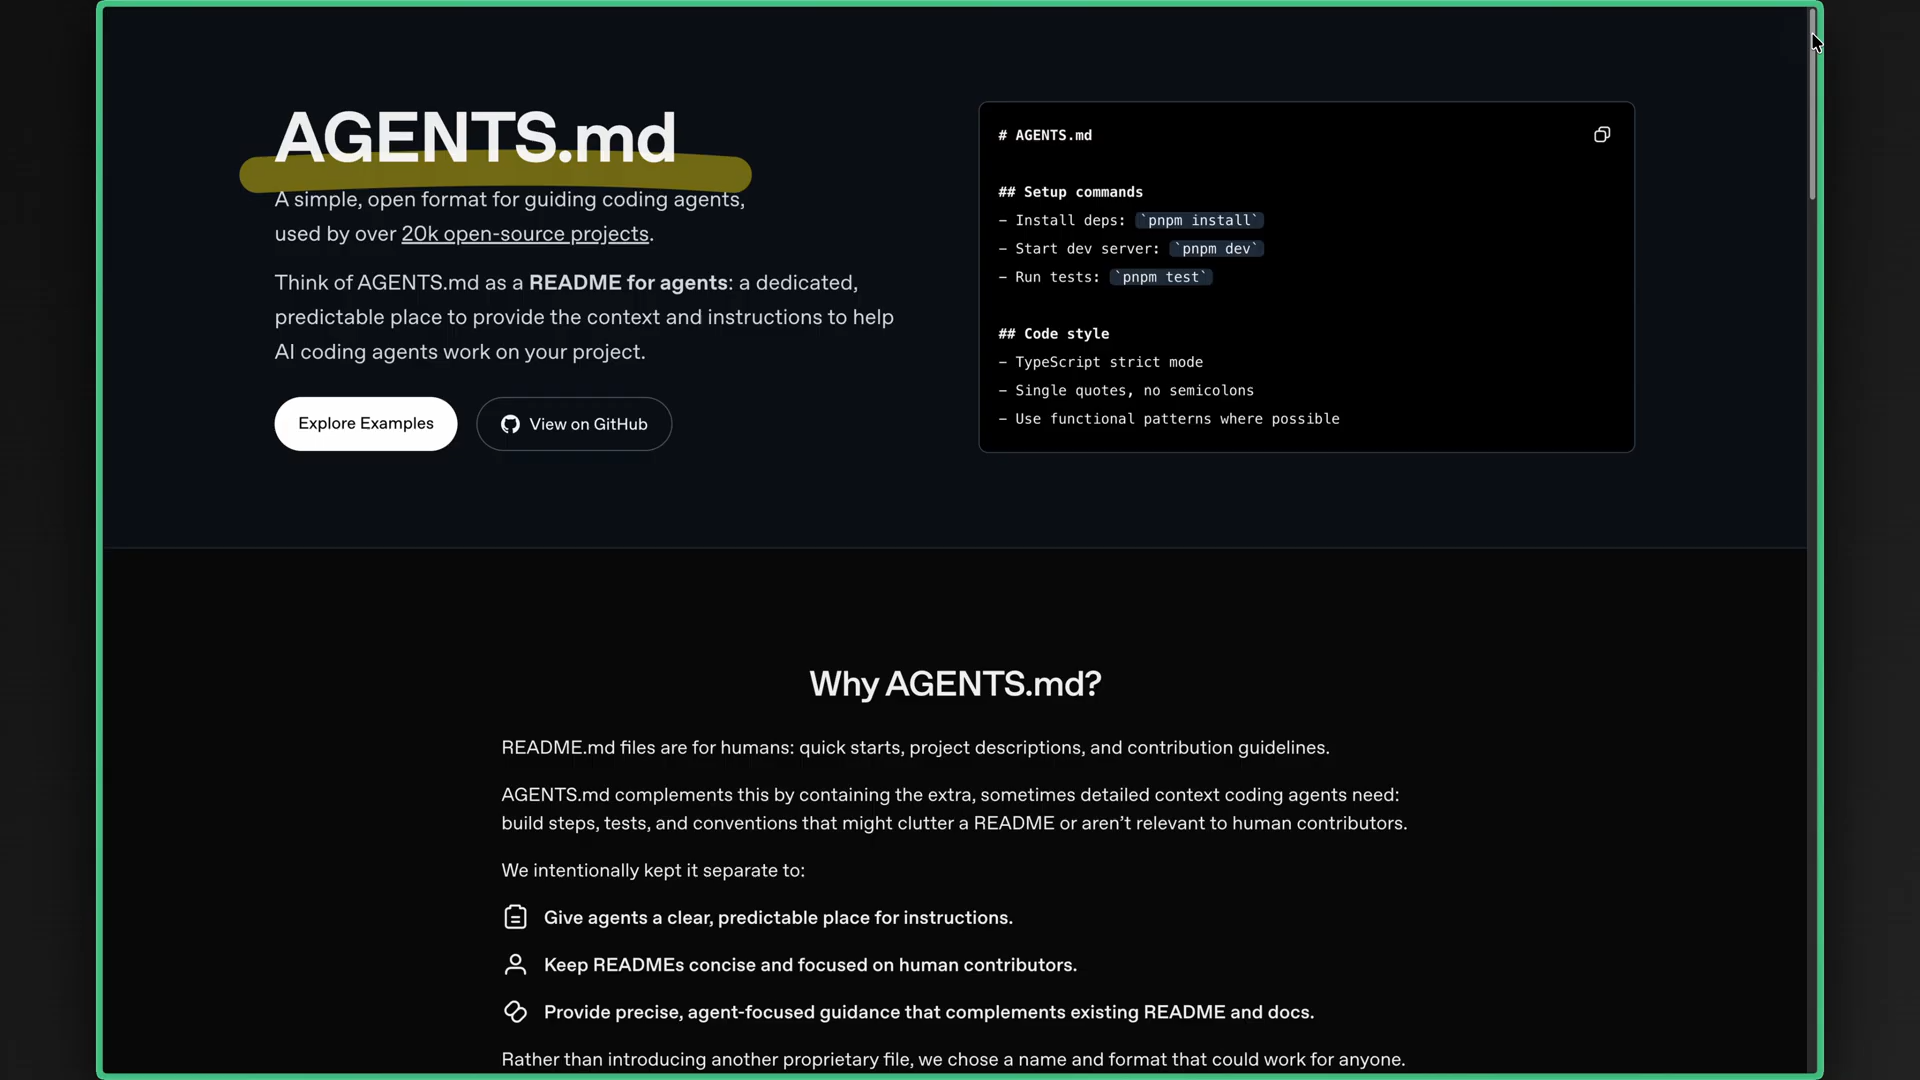 AGENTS.md
A simple, open format for guiding coding agents,
used by over 20k open-source projects.
Think of AGENTS.md as a README for agents: a dedicated,
predictable place to provide the context and instructions to help
AI coding agents work on your project.
Explore Examples
View on GitHub
# AGENTS.md
## Setup commands
- Install deps: `pnpm install`
- Start dev server: `pnpm dev`
- Run tests: `pnpm test`
## Code style
- TypeScript strict mode
- Single quotes, no semicolons
- Use functional patterns where possible
Why AGENTS.md?
README.md files are for humans: quick starts, project descriptions, and contribution guidelines.
AGENTS.md complements this by containing the extra, sometimes detailed context coding agents need:
build steps, tests, and conventions that might clutter a README or aren’t relevant to human contributors.
We intentionally kept it separate to:
Give agents a clear, predictable place for instructions.
Keep READMEs concise and focused on human contributors.
Provide precise, agent-focused guidance that complements existing README and docs.
Rather than introducing another proprietary file, we chose a name and format that could work for anyone.